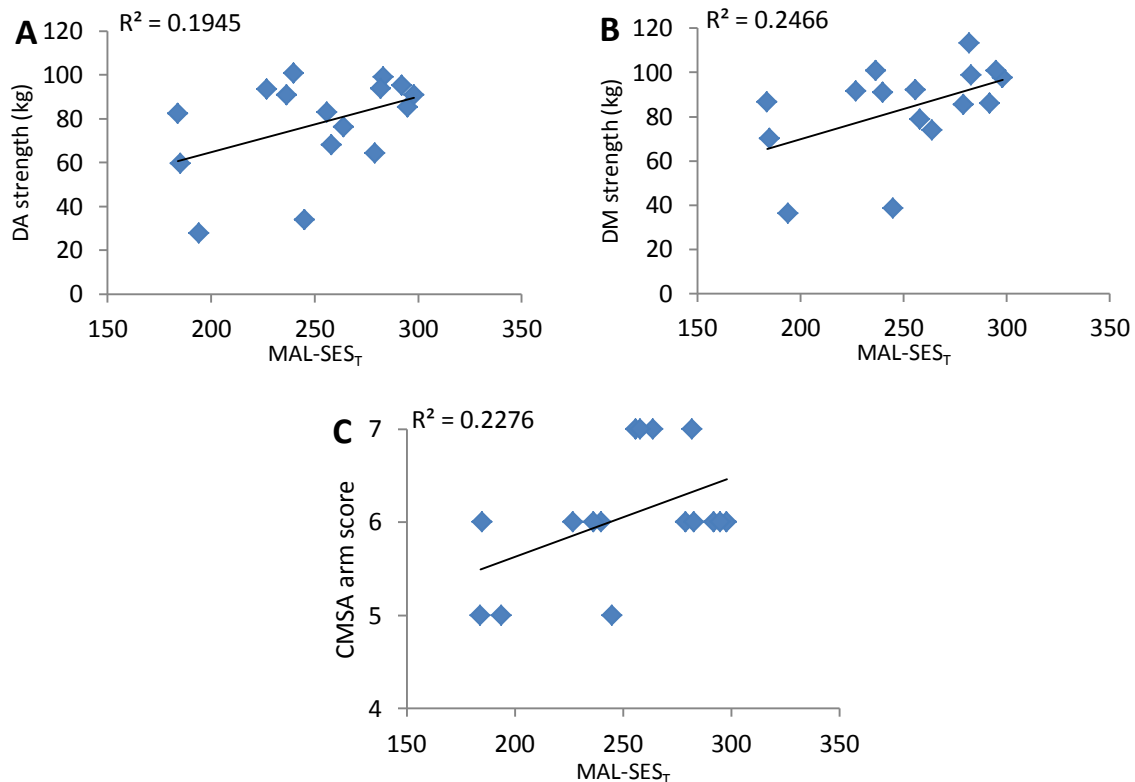 A
R² = 0.1945
DA strength (kg)
120
100
80
60
40
20
0
150 200 250 300 350
MAL-SES_T
B
R² = 0.2466
DM strength (kg)
120
100
80
60
40
20
0
150 200 250 300 350
MAL-SES_T
C
R² = 0.2276
CMSA arm score
7
6
5
4
150 200 250 300 350
MAL-SES_T